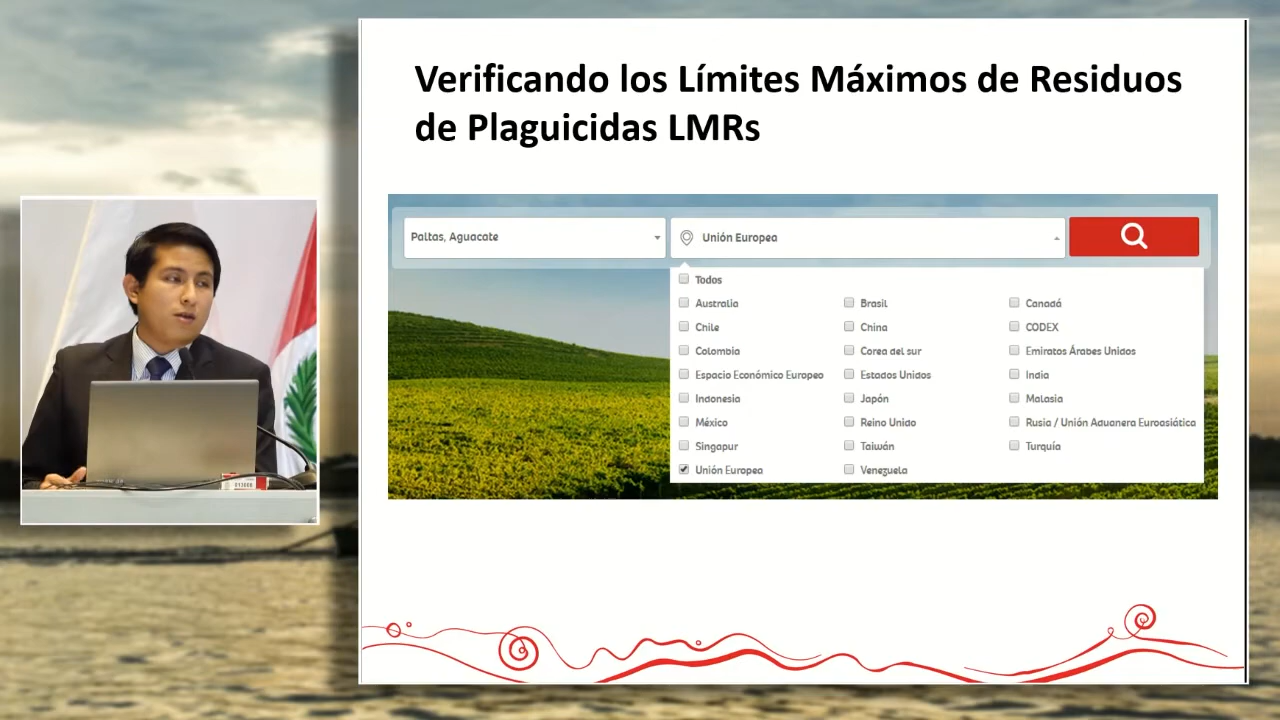 Verificando los Límites Máximos de Residuos
de Plaguicidas LMRs
Paltas, Aguacate
Unión Europea
Todos
Australia Brasil Canadá
Chile China CODEX
Colombia Corea del sur Emiratos Árabes Unidos
Espacio Económico Europeo Estados Unidos India
Indonesia Japón Malasia
México Reino Unido Rusia / Unión Aduanera Euroasiática
Singapur Taiwán Turquía
Unión Europea Venezuela